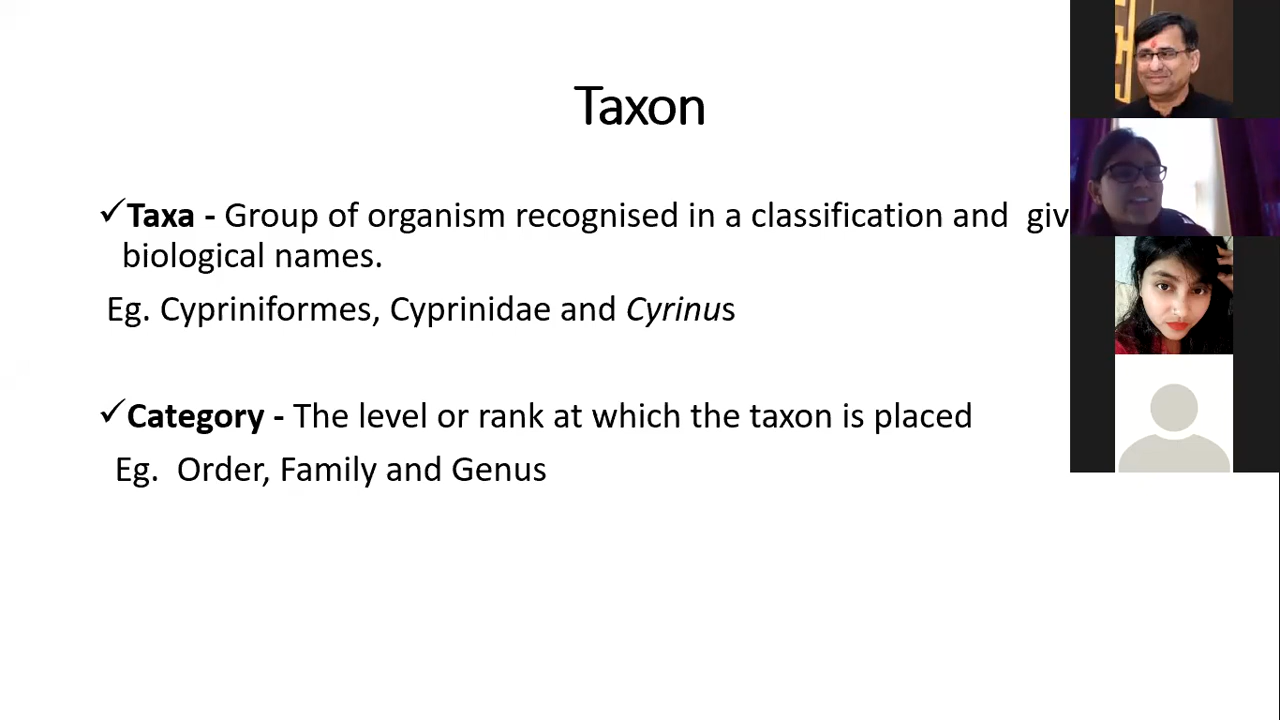 Taxon
✓Taxa - Group of organism recognised in a classification and giv
biological names.
Eg. Cypriniformes, Cyprinidae and Cyrinus
✓Category - The level or rank at which the taxon is placed
Eg. Order, Family and Genus